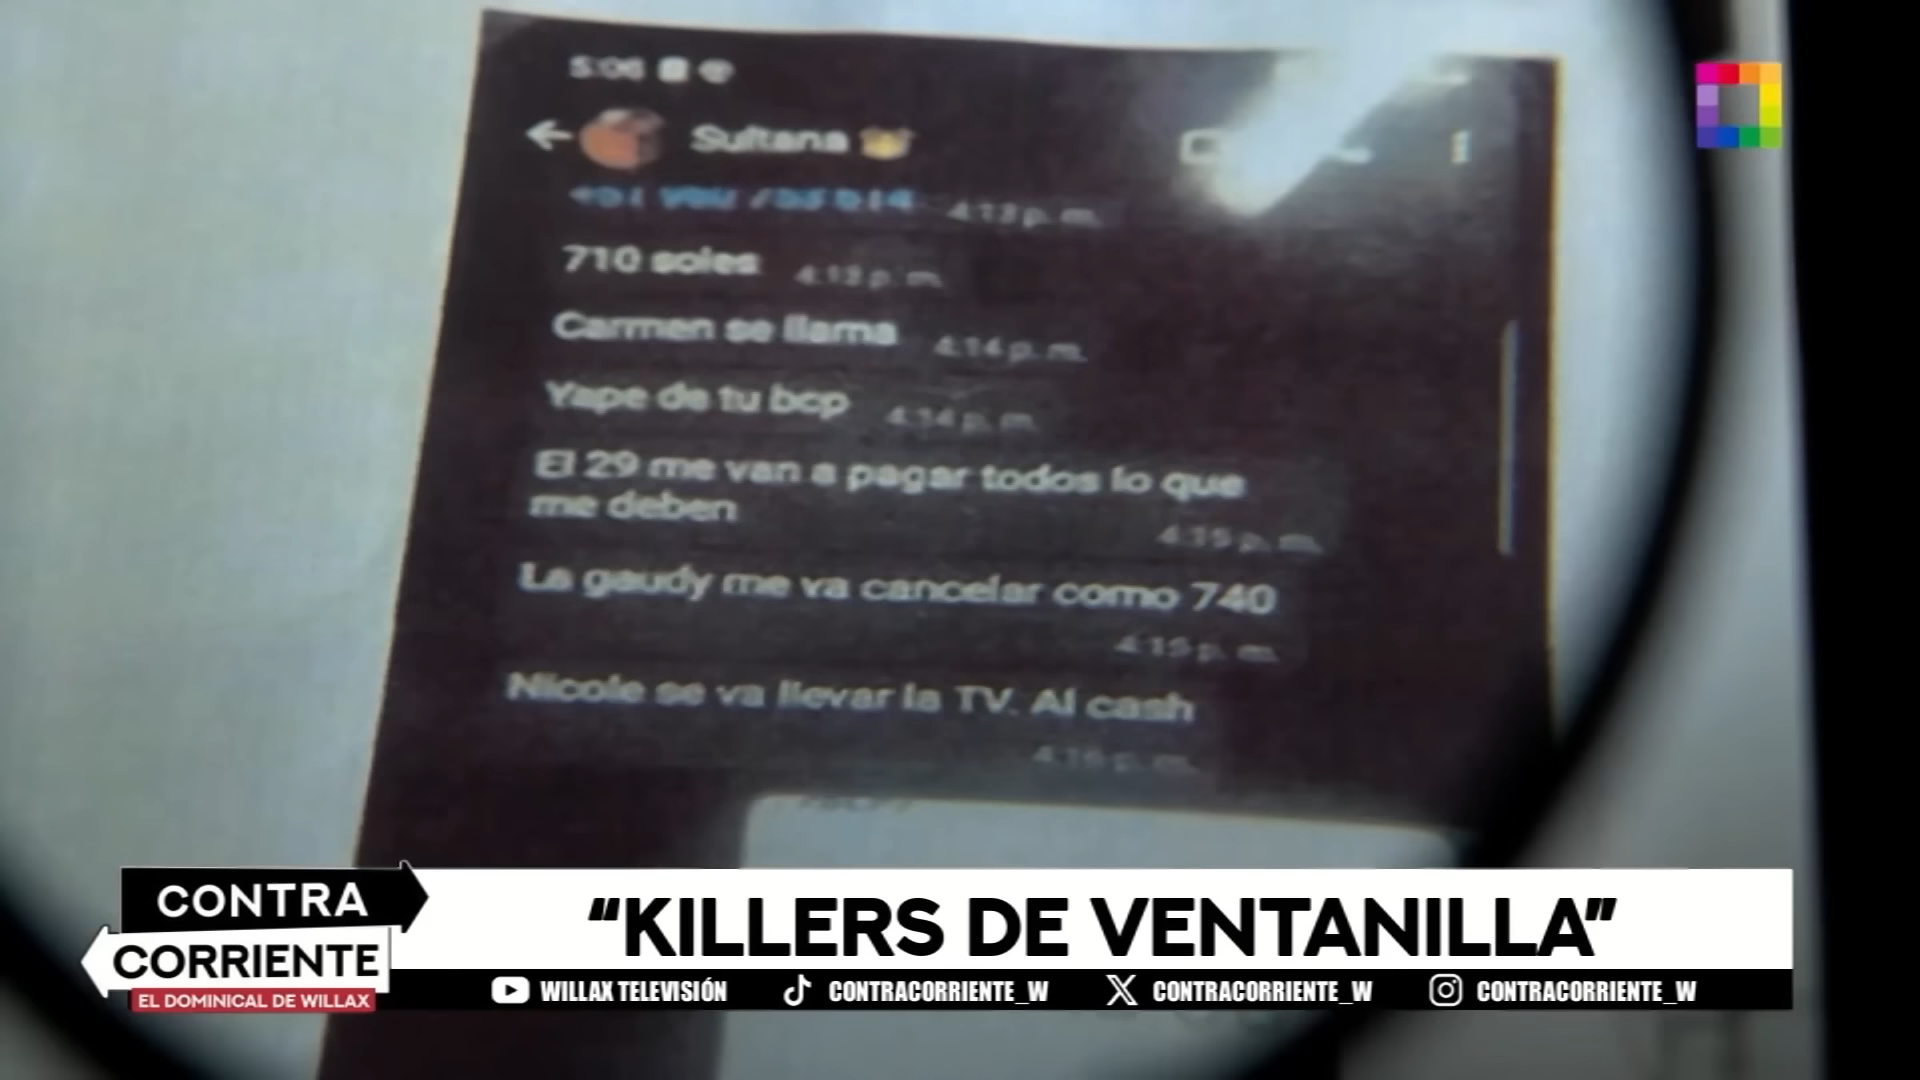 5:06
Sultana
4:13 p. m.
710 soles 4:13 p. m.
Carmen se llama 4:14 p. m.
Yape de tu bcp 4:14 p. m.
El 29 me van a pagar todos lo que
me deben
4:15 p. m.
La gaudy me va cancelar como 740
4:15 p. m.
Nicole se va llevar la TV. Al cash
4:16 p. m.
CONTRA
CORRIENTE
EL DOMINICAL DE WILLAX
“KILLERS DE VENTANILLA”
WILLAX TELEVISIÓN CONTRACORRIENTE_W CONTRACORRIENTE_W CONTRACORRIENTE_W